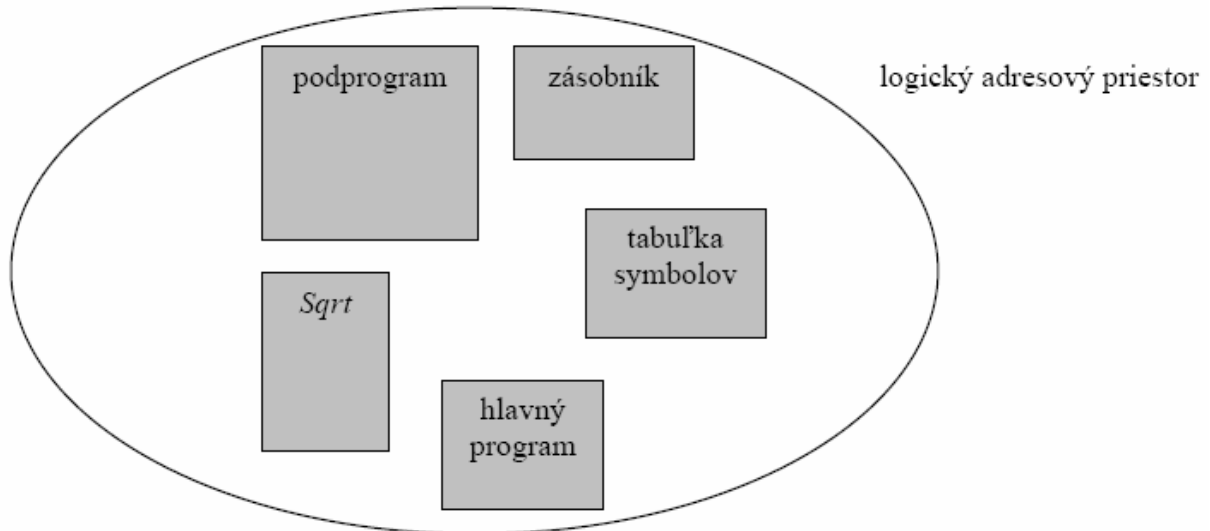 podprogram
zásobník
logický adresový priestor
tabuľka
symbolov
Sqrt
hlavný
program